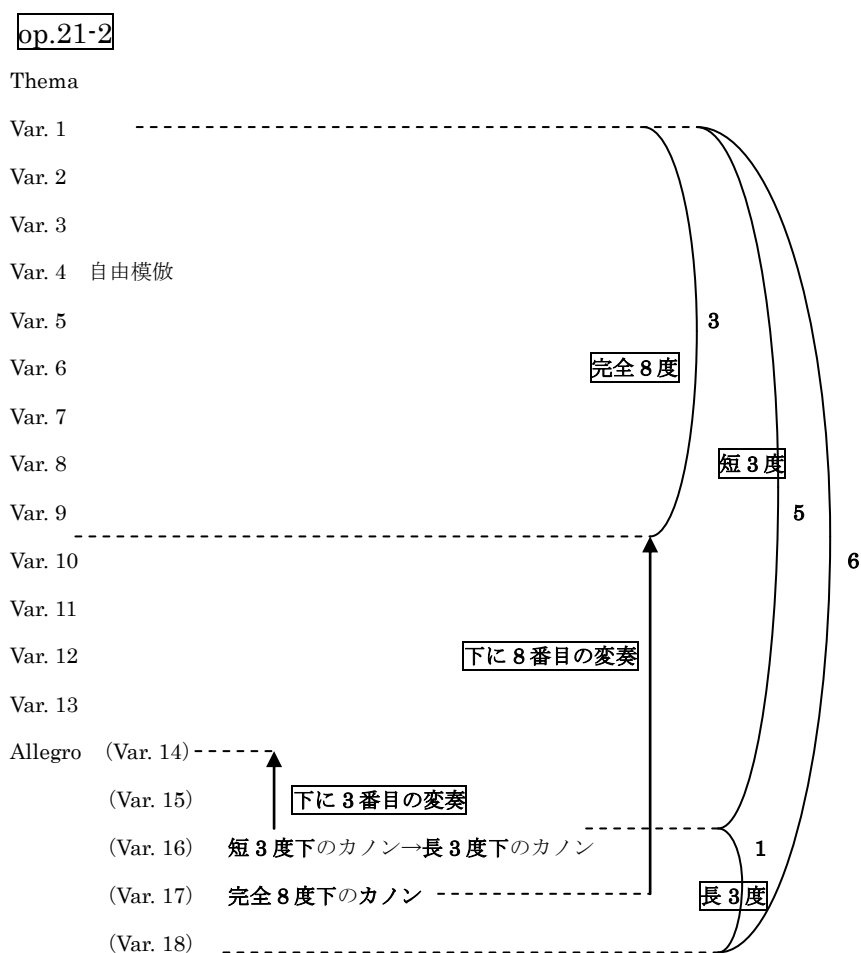 op.21-2
Thema
Var. 1
Var. 2
Var. 3
Var. 4 自由模倣
Var. 5
3
Var. 6
完全8度
Var. 7
Var. 8
短3度
Var. 9
5
Var. 10
6
Var. 11
Var. 12
下に8番目の変奏
Var. 13
Allegro (Var. 14)
(Var. 15)
下に3番目の変奏
(Var. 16) 短3度下のカノン→長3度下のカノン
1
(Var. 17) 完全8度下のカノン
長3度
(Var. 18)